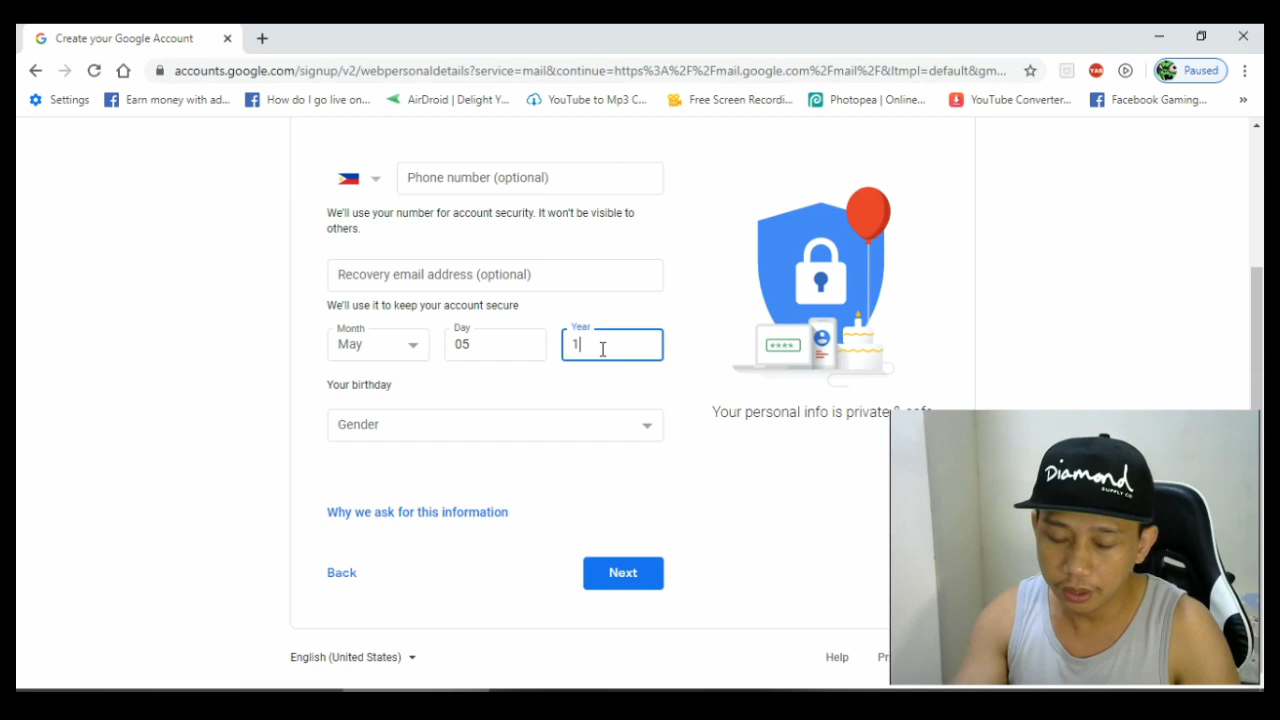 Create your Google Account
accounts.google.com/signup/v2/webpersonaldetails?service=mail&continue=https%3A%2F%2Fmail.google.com%2Fmail%2F&ltmpl=default&gm...
Paused
Settings
Earn money with ad...
How do I go live on...
AirDroid | Delight Y...
YouTube to Mp3 C...
Free Screen Recordi...
Photopea | Online...
YouTube Converter...
Facebook Gaming...
»
Phone number (optional)
We'll use your number for account security. It won't be visible to
others.
Recovery email address (optional)
We'll use it to keep your account secure
Month
May
Day
05
Year
1
Your birthday
Gender
Your personal info is private & safe
Why we ask for this information
Back
Next
English (United States)
Help
Pr
****
Diamond
SUPPLY CO